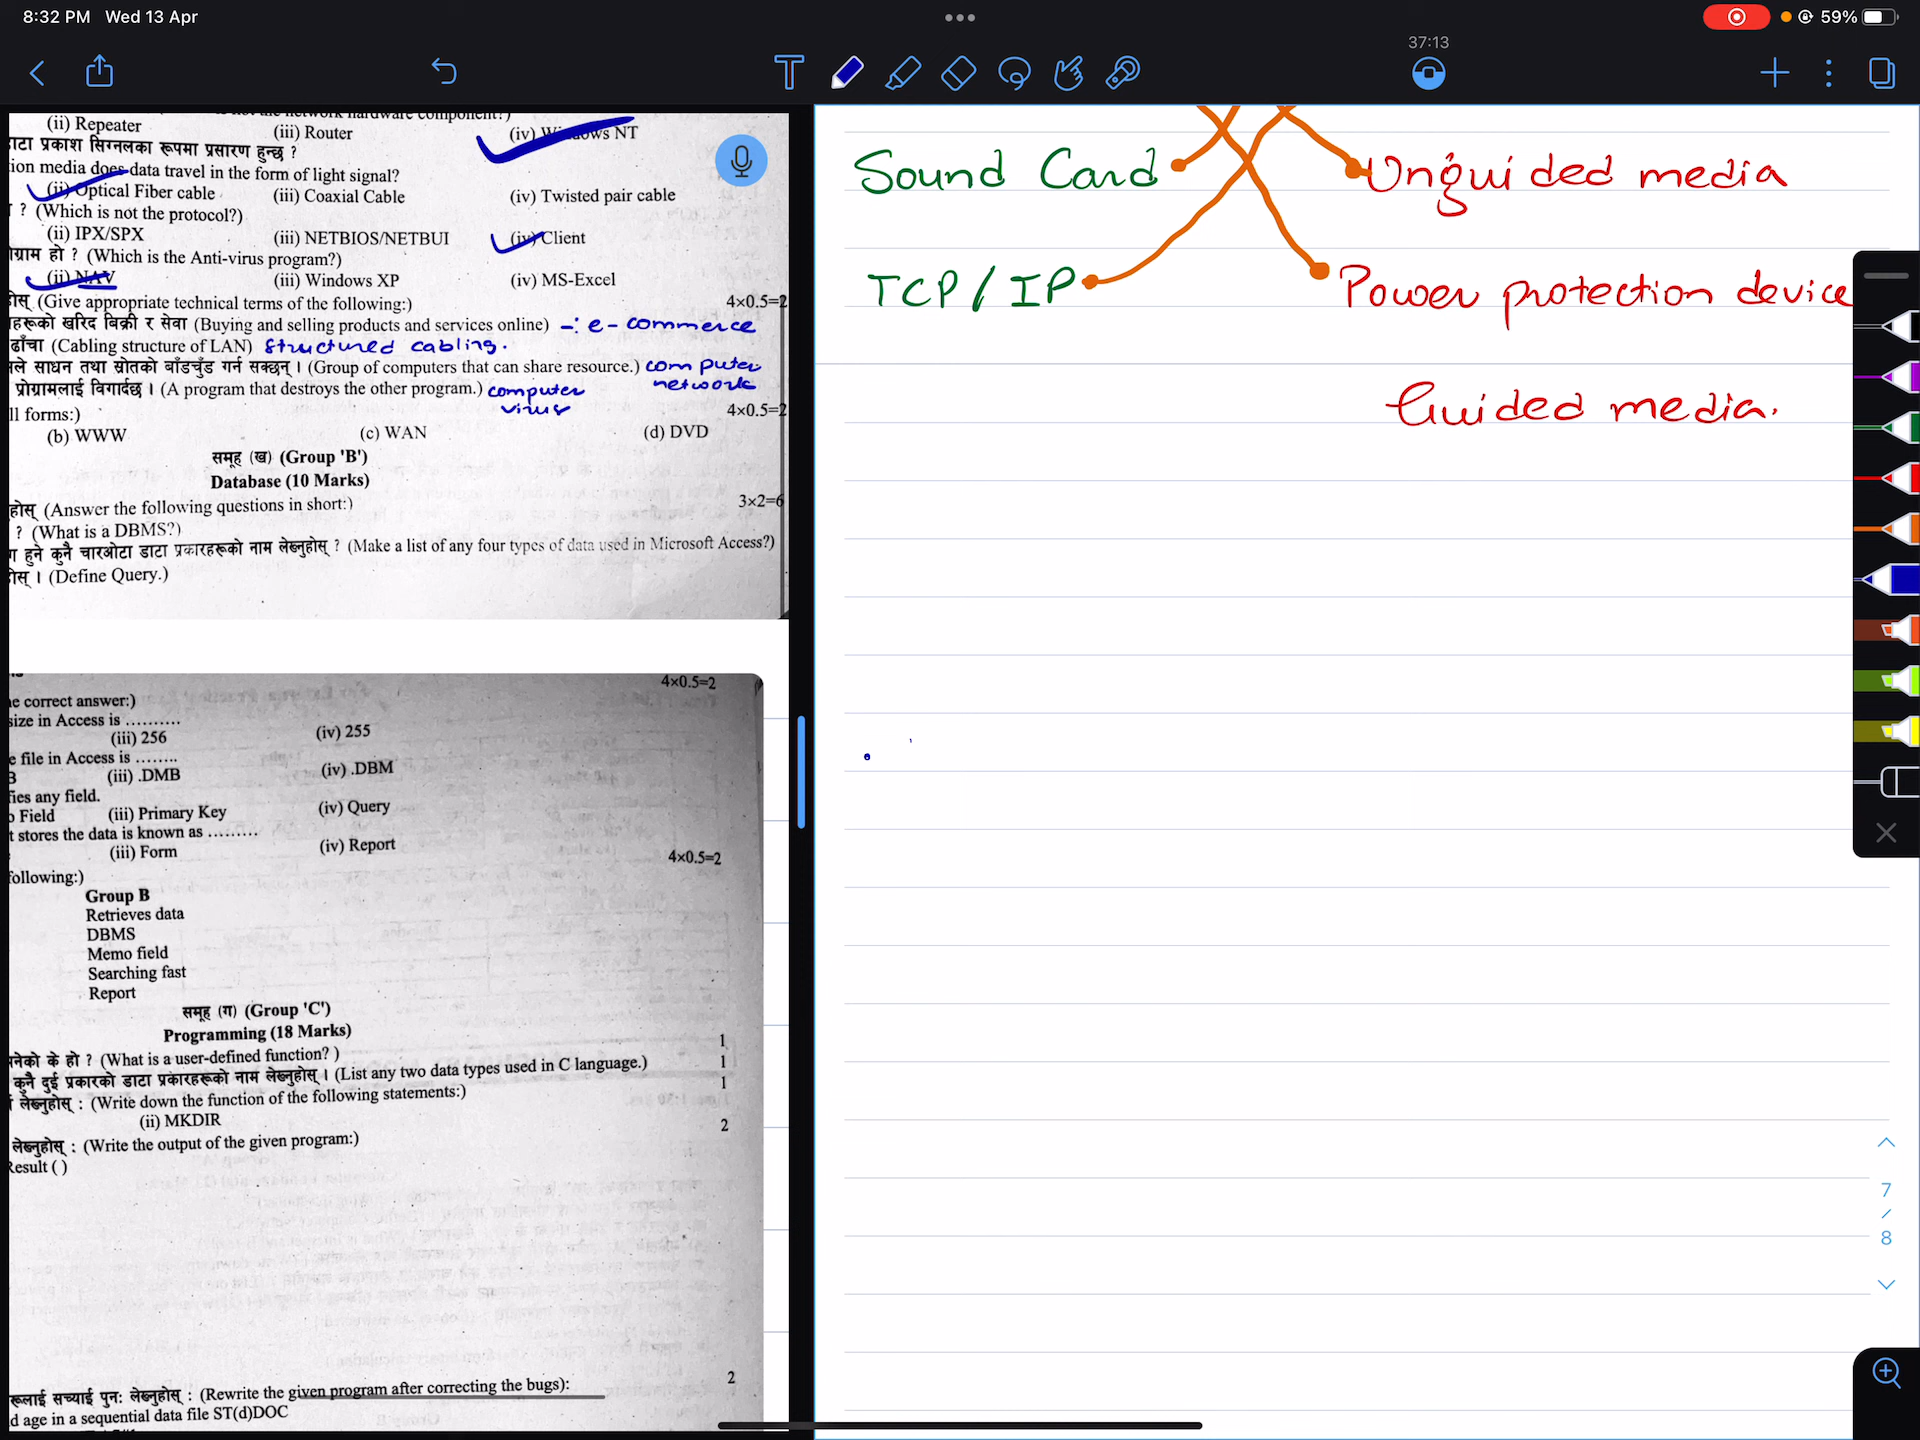 8:32 PM Wed 13 Apr
59%
37:13
(ii) Repeater (iii) Router (iv) Windows NT
डाटा प्रकाश सिग्नलका रूपमा प्रसारण हुन्छ ?
ion media does data travel in the form of light signal?
(ii) Optical Fiber cable (iii) Coaxial Cable (iv) Twisted pair cable
? (Which is not the protocol?)
(ii) IPX/SPX (iii) NETBIOS/NETBUI (iv) Client
ग्राम हो ? (Which is the Anti-virus program?)
(ii) NAV (iii) Windows XP (iv) MS-Excel
होस् (Give appropriate technical terms of the following:) 4×0.5=2
हरूको खरिद बिक्री र सेवा (Buying and selling products and services online) -: e-commerce
ढाँचा (Cabling structure of LAN) Structured cabling.
ले साधन तथा स्रोतको बाँडचुँड गर्न सक्छन् । (Group of computers that can share resource.) computer network
प्रोग्रामलाई विगार्दछ । (A program that destroys the other program.) computer virus
ll forms:) 4×0.5=2
(b) WWW (c) WAN (d) DVD
समूह (ख) (Group 'B')
Database (10 Marks)
होस् (Answer the following questions in short:) 3×2=6
? (What is a DBMS?)
ग हुने कुनै चारओटा डाटा प्रकारहरूको नाम लेख्नुहोस् ? (Make a list of any four types of data used in Microsoft Access?)
होस् । (Define Query.)
4×0.5=2
e correct answer:)
size in Access is ..........
(iii) 256 (iv) 255
e file in Access is ........
B (iii) .DMB (iv) .DBM
fies any field.
o Field (iii) Primary Key (iv) Query
t stores the data is known as .........
(iii) Form (iv) Report
4×0.5=2
following:)
Group B
Retrieves data
DBMS
Memo field
Searching fast
Report
समूह (ग) (Group 'C')
Programming (18 Marks)
नेको के हो ? (What is a user-defined function? ) 1
कुनै दुई प्रकारको डाटा प्रकारहरूको नाम लेख्नुहोस् । (List any two data types used in C language.) 1
लेख्नुहोस् : (Write down the function of the following statements:) 1
(ii) MKDIR
लेख्नुहोस् : (Write the output of the given program:) 2
Result ( )
रूलाई सच्याई पुन: लेख्नुहोस् : (Rewrite the given program after correcting the bugs): 2
d age in a sequential data file ST(d)DOC
Sound Card Unguided media
TCP/IP Power protection device
Guided media.
7
/
8